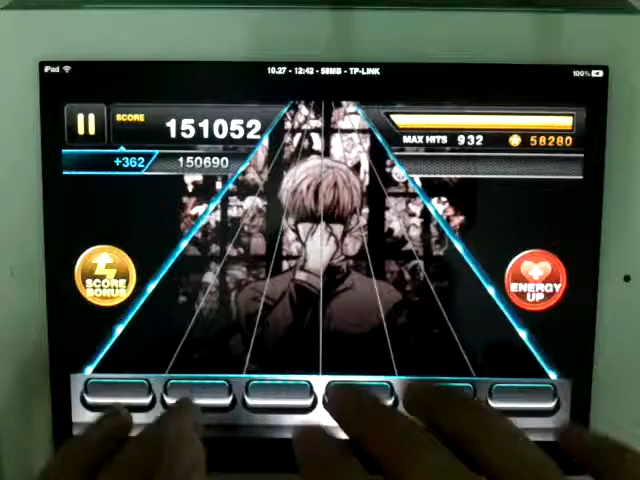 iPad
10.27 - 12:42 - 58MB - TP-LINK
100%
SCORE
151052
+362
150690
MAX HITS 932
58280
SCORE
BONUS
ENERGY
UP